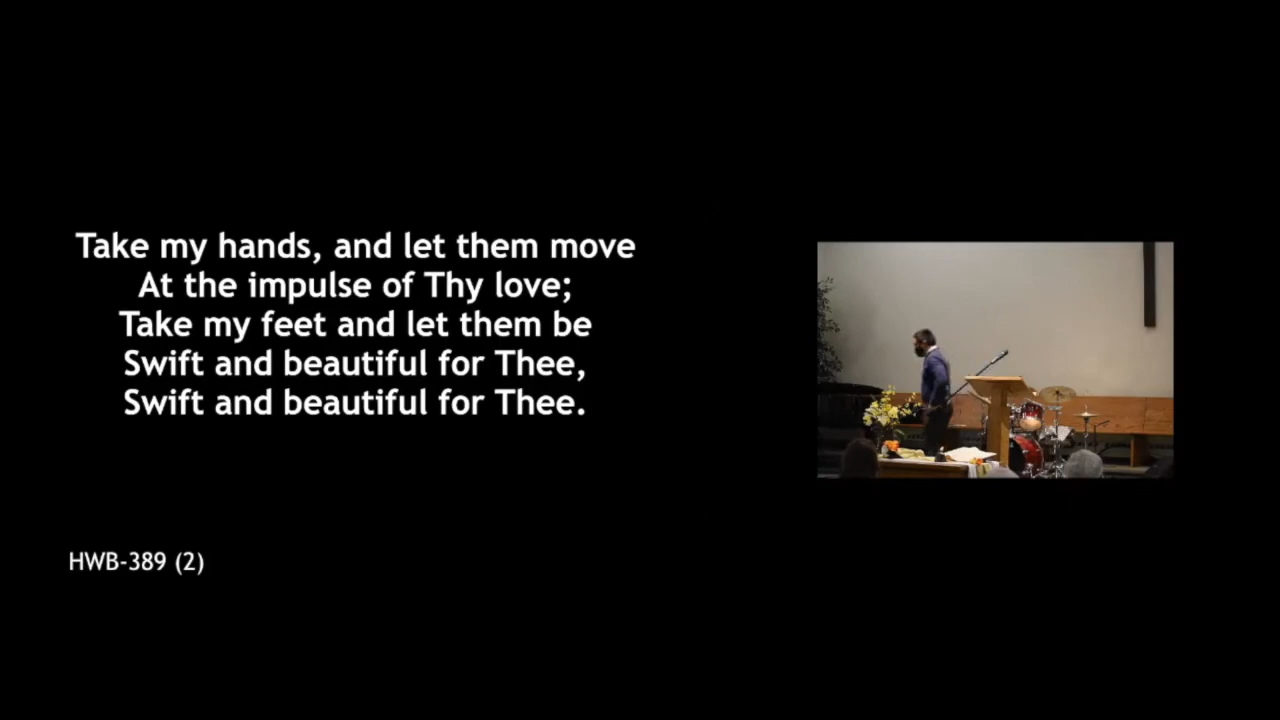 Take my hands, and let them move
At the impulse of Thy love;
Take my feet and let them be
Swift and beautiful for Thee,
Swift and beautiful for Thee.
HWB-389 (2)